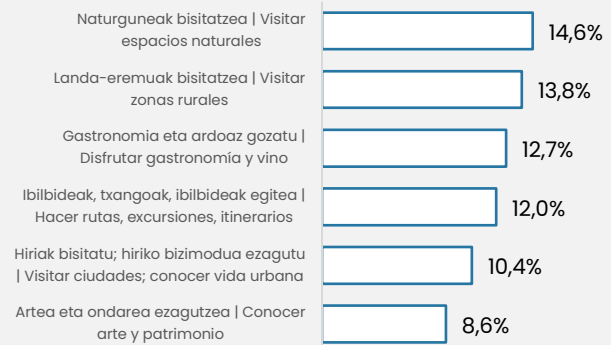 Naturguneak bisitatzea | Visitar
espacios naturales
14,6%
Landa-eremuak bisitatzea | Visitar
zonas rurales
13,8%
Gastronomia eta ardoaz gozatu |
Disfrutar gastronomía y vino
12,7%
Ibilbideak, txangoak, ibilbideak egitea |
Hacer rutas, excursiones, itinerarios
12,0%
Hiriak bisitatu; hiriko bizimodua ezagutu
| Visitar ciudades; conocer vida urbana
10,4%
Artea eta ondarea ezagutzea | Conocer
arte y patrimonio
8,6%